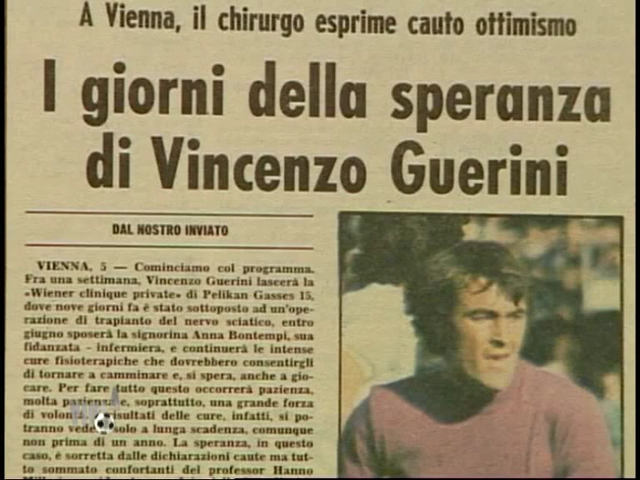 A Vienna, il chirurgo esprime cauto ottimismo
I giorni della speranza
di Vincenzo Guerini
DAL NOSTRO INVIATO
VIENNA, 5 — Cominciamo col programma.
Fra una settimana, Vincenzo Guerini lascerà la
«Wiener clinique private» di Pelikan Gasses 15,
dove nove giorni fa è stato sottoposto ad un'ope-
razione di trapianto del nervo sciatico, entro
giugno sposerà la signorina Anna Bontempi, sua
fidanzata - infermiera, e continuerà le intense
cure fisioterapiche che dovrebbero consentirgli
di tornare a camminare e, si spera, anche a gio-
care. Per fare tutto questo occorrerà pazienza,
molta pazienza e, soprattutto, una grande forza
di volontà. I risultati delle cure, infatti, si po-
tranno vedere solo a lunga scadenza, comunque
non prima di un anno. La speranza, in questo
caso, è sorretta dalle dichiarazioni caute ma tut-
to sommato confortanti del professor Hanno